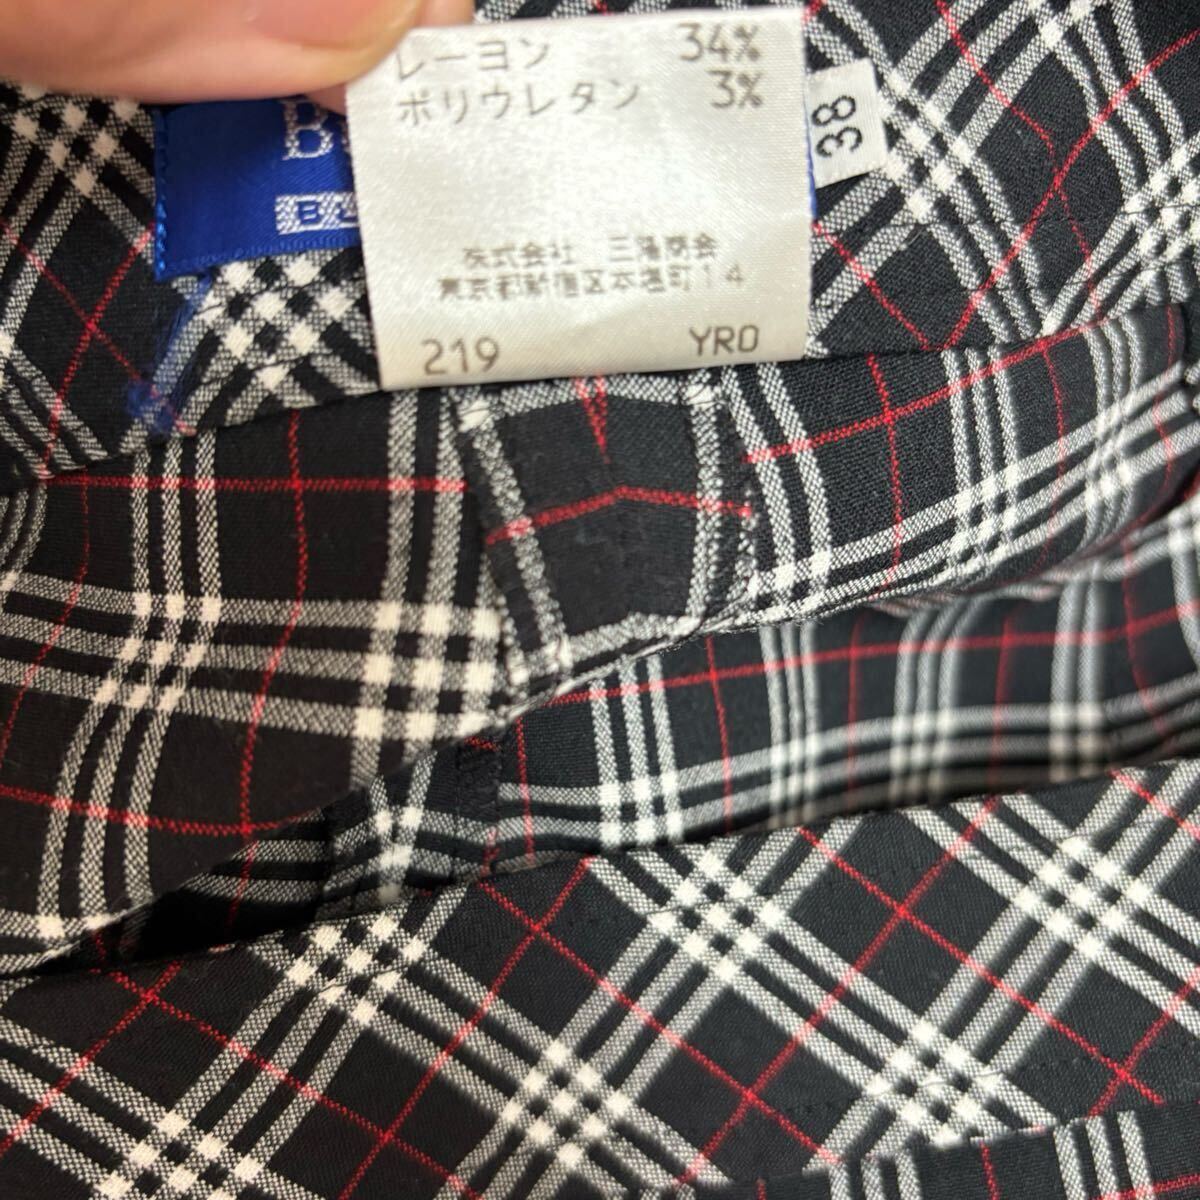 レーヨン 34%
ポリウレタン 3%
38
株式会社 三陽商会
東京都新宿区本塩町14
219 YRO